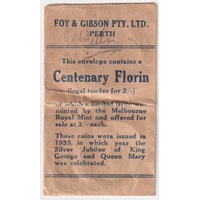 FOY & GIBSON PTY. LTD.
PERTH
This envelope contains a
Centenary Florin
(legal tender for 2/-)
limited
minted by the Melbourne
Royal Mint and offered for
sale at 3/- each.
These coins were issued in
1935, in which year the
Silver Jubilee of King
George and Queen Mary
was celebrated.